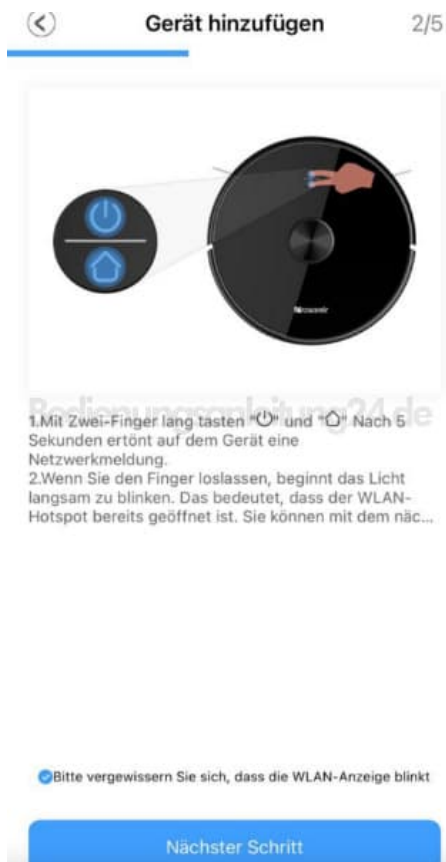 Gerät hinzufügen 2/5
Proscenic
Bedienungsanleitung24.de
1.Mit Zwei-Finger lang tasten "⏻" und "⌂" Nach 5
Sekunden ertönt auf dem Gerät eine
Netzwerkmeldung.
2.Wenn Sie den Finger loslassen, beginnt das Licht
langsam zu blinken. Das bedeutet, dass der WLAN-
Hotspot bereits geöffnet ist. Sie können mit dem näc...
Bitte vergewissern Sie sich, dass die WLAN-Anzeige blinkt
Nächster Schritt